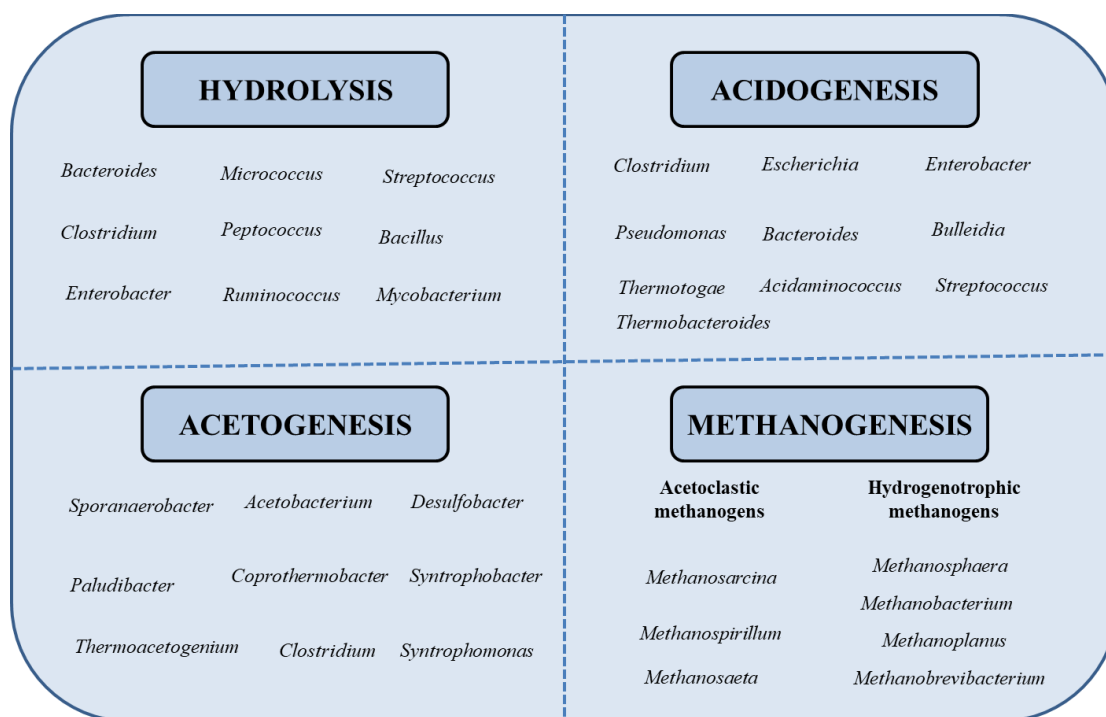 HYDROLYSIS
Bacteroides Micrococcus Streptococcus
Clostridium Peptococcus Bacillus
Enterobacter Ruminococcus Mycobacterium
ACIDOGENESIS
Clostridium Escherichia Enterobacter
Pseudomonas Bacteroides Bulleidia
Thermotogae Acidaminococcus Streptococcus
Thermobacteroides
ACETOGENESIS
Sporanaerobacter Acetobacterium Desulfobacter
Paludibacter Coprothermobacter Syntrophobacter
Thermoacetogenium Clostridium Syntrophomonas
METHANOGENESIS
Acetoclastic
methanogens
Methanosarcina
Methanospirillum
Methanosaeta
Hydrogenotrophic
methanogens
Methanosphaera
Methanobacterium
Methanoplanus
Methanobrevibacterium